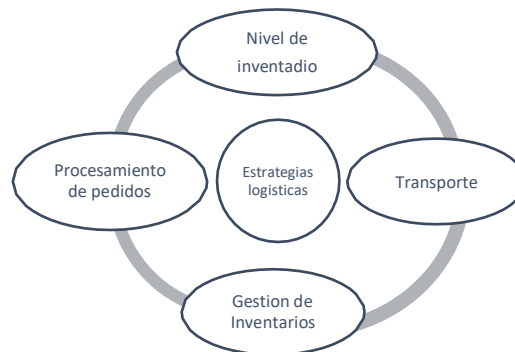 Nivel de
inventadio
Procesamiento
de pedidos
Estrategias
logisticas
Transporte
Gestion de
Inventarios